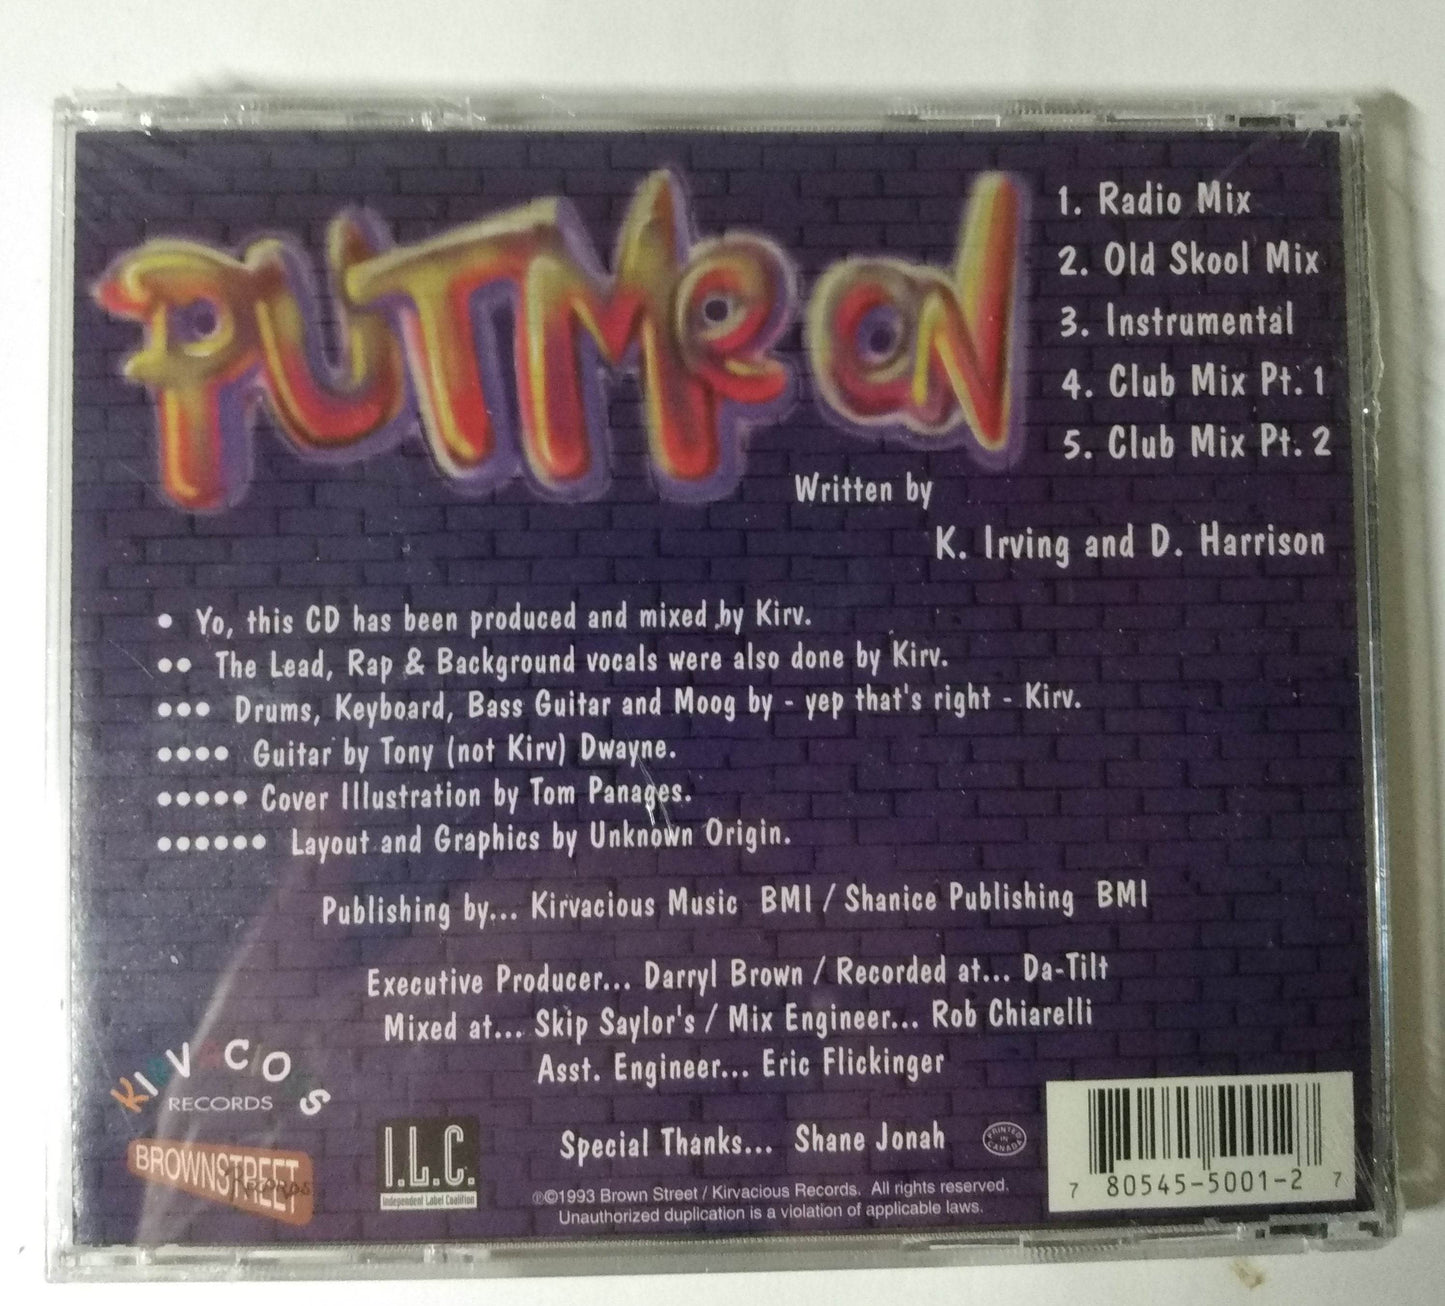 PUT Me ON
1. Radio Mix
2. Old Skool Mix
3. Instrumental
4. Club Mix Pt. 1
5. Club Mix Pt. 2
Written by
K. Irving and D. Harrison
• Yo, this CD has been produced and mixed by Kirv.
•• The Lead, Rap & Background vocals were also done by Kirv.
••• Drums, Keyboard, Bass Guitar and Moog by - yep that's right - Kirv.
•••• Guitar by Tony (not Kirv) Dwayne.
••••• Cover Illustration by Tom Panages.
•••••• Layout and Graphics by Unknown Origin.
Publishing by... Kirvacious Music BMI / Shanice Publishing BMI
Executive Producer... Darryl Brown / Recorded at... Da-Tilt
Mixed at... Skip Saylor's / Mix Engineer... Rob Chiarelli
Asst. Engineer... Eric Flickinger
Special Thanks... Shane Jonah
KIRVACIOUS
RECORDS
BROWNSTREET
Records
I.L.C.
Independent Label Coalition
PRINTED
IN
CANADA
℗©1993 Brown Street / Kirvacious Records. All rights reserved.
Unauthorized duplication is a violation of applicable laws.
7 80545-5001-2 7